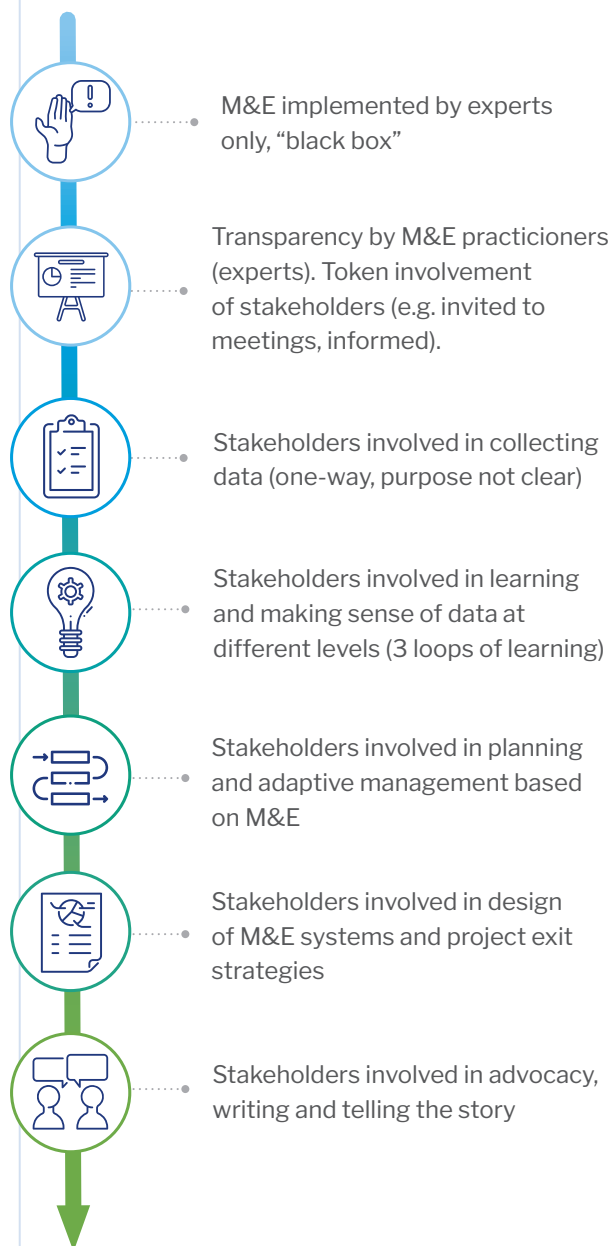 M&E implemented by experts
only, “black box”
Transparency by M&E practicioners
(experts). Token involvement
of stakeholders (e.g. invited to
meetings, informed).
Stakeholders involved in collecting
data (one-way, purpose not clear)
Stakeholders involved in learning
and making sense of data at
different levels (3 loops of learning)
Stakeholders involved in planning
and adaptive management based
on M&E
Stakeholders involved in design
of M&E systems and project exit
strategies
Stakeholders involved in advocacy,
writing and telling the story